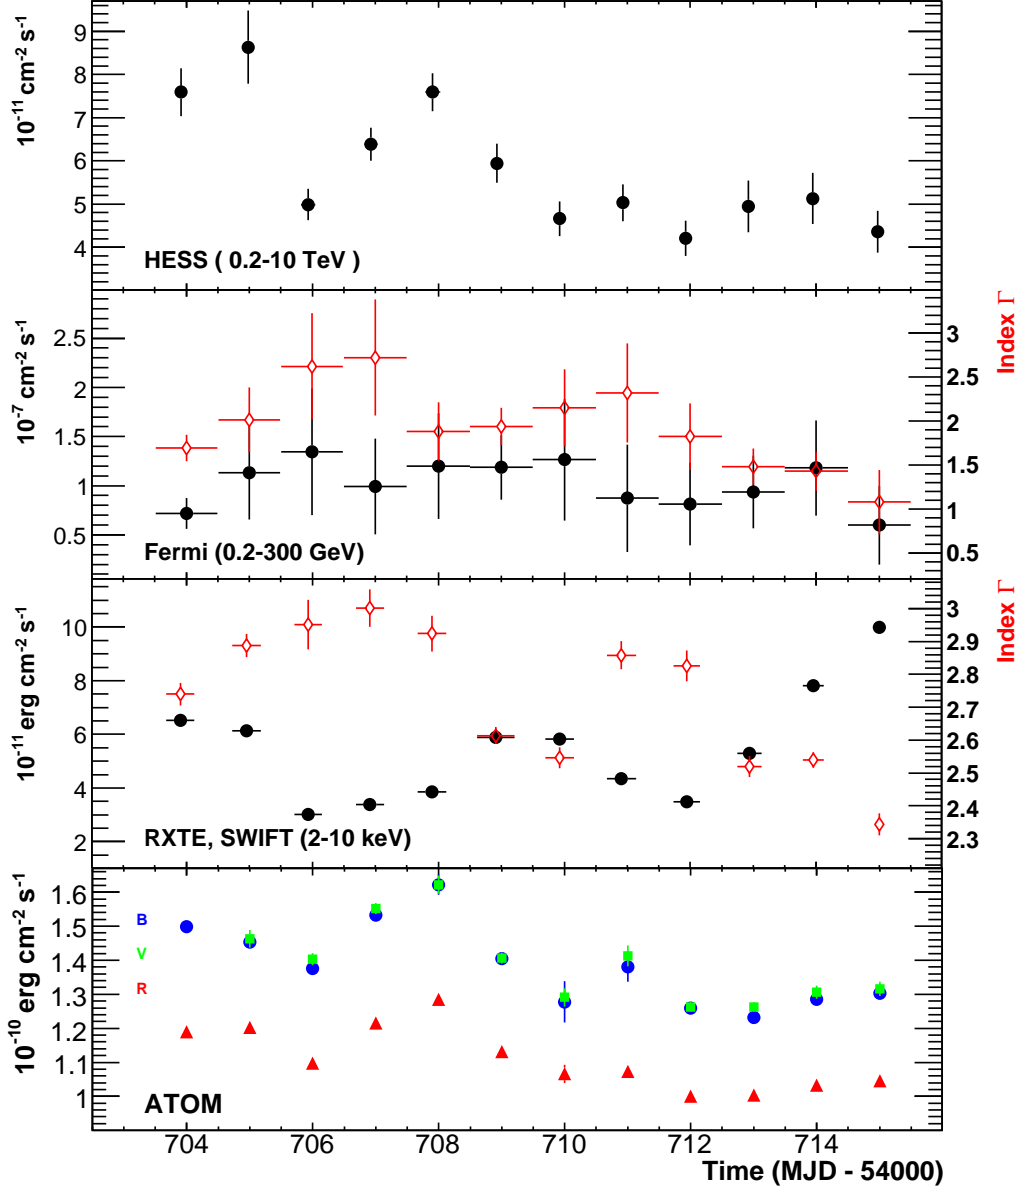 10-11 cm-2 s-1
9
8
7
6
5
4
HESS ( 0.2-10 TeV )
10-7 cm-2 s-1
2.5
2
1.5
1
0.5
Fermi (0.2-300 GeV)
3
2.5
2
1.5
1
0.5
Index Γ
10-11 erg cm-2 s-1
10
8
6
4
2
RXTE, SWIFT (2-10 keV)
3
2.9
2.8
2.7
2.6
2.5
2.4
2.3
Index Γ
10-10 erg cm-2 s-1
1.6
1.5
1.4
1.3
1.2
1.1
1
B
V
R
ATOM
704 706 708 710 712 714
Time (MJD - 54000)